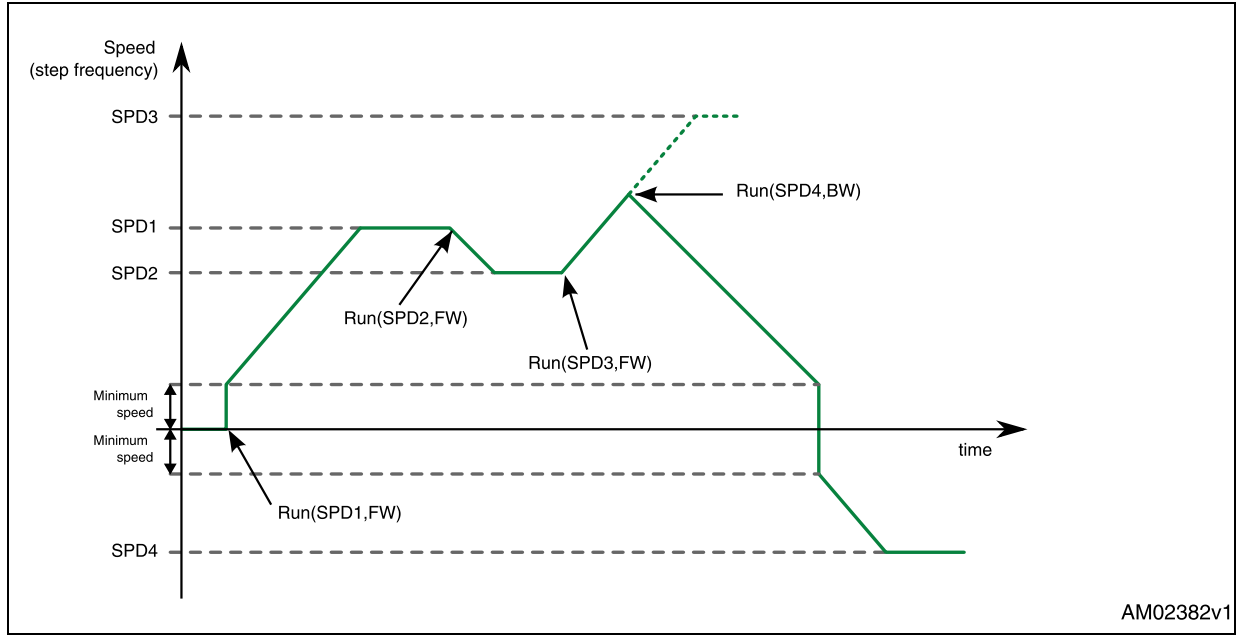 Speed
(step frequency)
SPD3
Run(SPD4,BW)
SPD1
SPD2
Run(SPD2,FW)
Run(SPD3,FW)
Minimum
speed
Minimum
speed
time
Run(SPD1,FW)
SPD4
AM02382v1